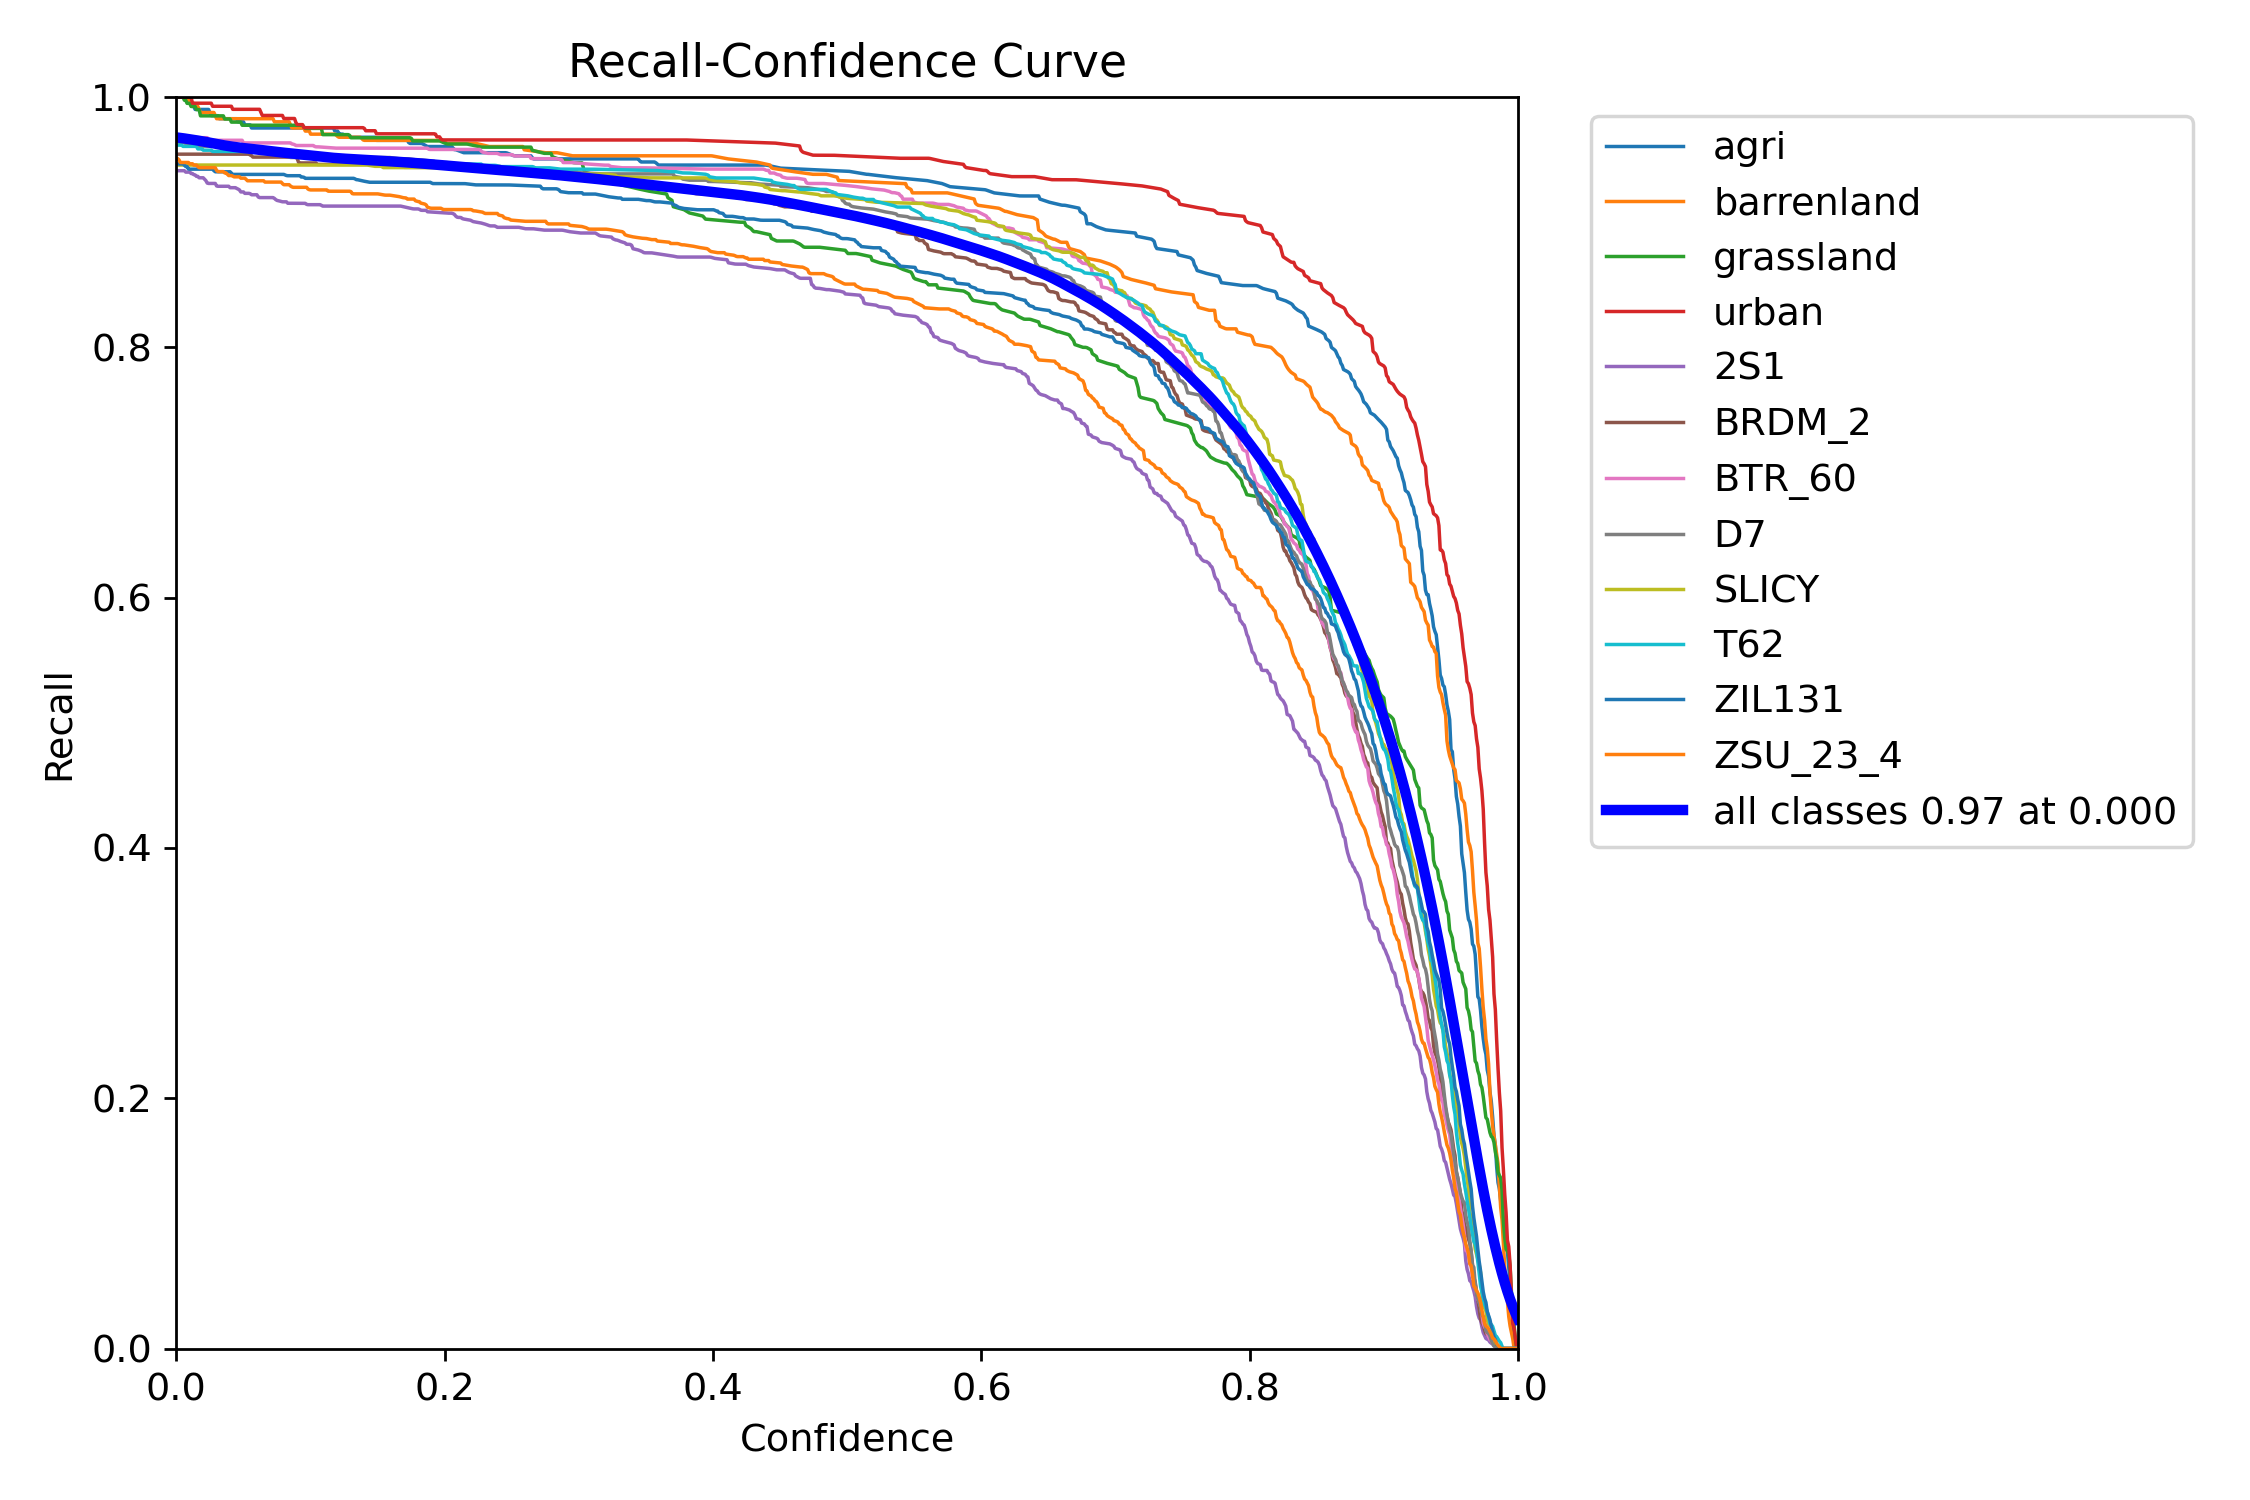 Recall-Confidence Curve
1.0
0.8
0.6
0.4
0.2
0.0
Recall
0.0 0.2 0.4 0.6 0.8 1.0
Confidence
agri
barrenland
grassland
urban
2S1
BRDM_2
BTR_60
D7
SLICY
T62
ZIL131
ZSU_23_4
all classes 0.97 at 0.000